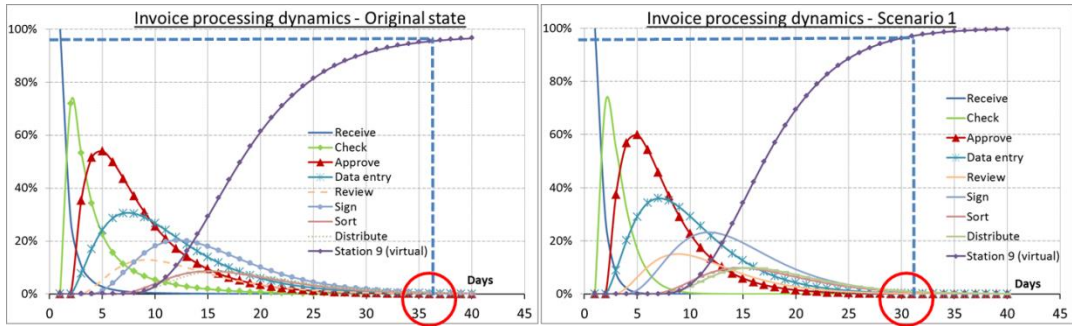 Invoice processing dynamics - Original state
100%
80%
60%
40%
20%
0%
Receive
Check
Approve
Data entry
Review
Sign
Sort
Distribute
Station 9 (virtual)
Days
0 5 10 15 20 25 30 35 40 45
Invoice processing dynamics - Scenario 1
100%
80%
60%
40%
20%
0%
Receive
Check
Approve
Data entry
Review
Sign
Sort
Distribute
Station 9 (virtual)
Days
0 5 10 15 20 25 30 35 40 45